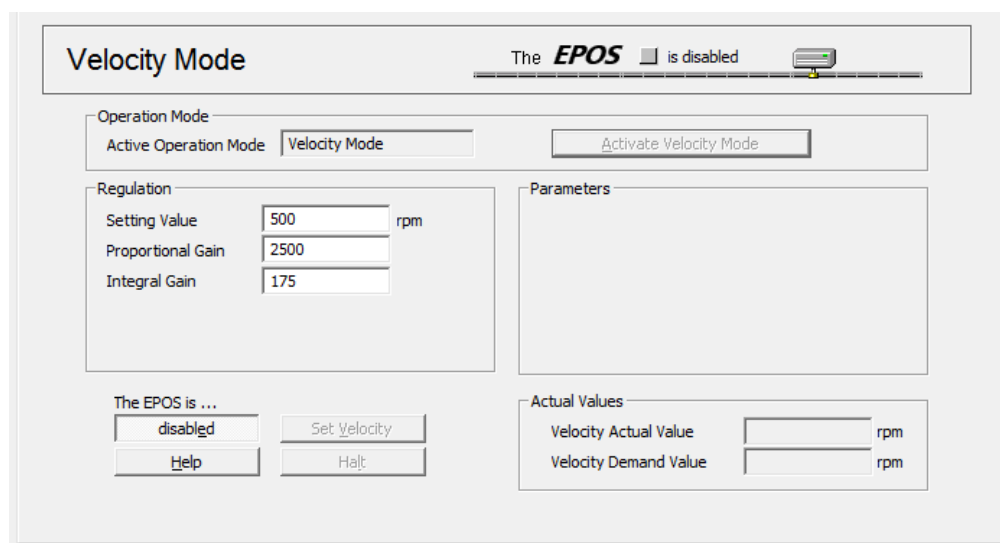 Velocity Mode
The EPOS is disabled
Operation Mode
Active Operation Mode Velocity Mode Activate Velocity Mode
Regulation
Setting Value 500 rpm
Proportional Gain 2500
Integral Gain 175
Parameters
The EPOS is ...
disabled Set Velocity
Help Halt
Actual Values
Velocity Actual Value rpm
Velocity Demand Value rpm